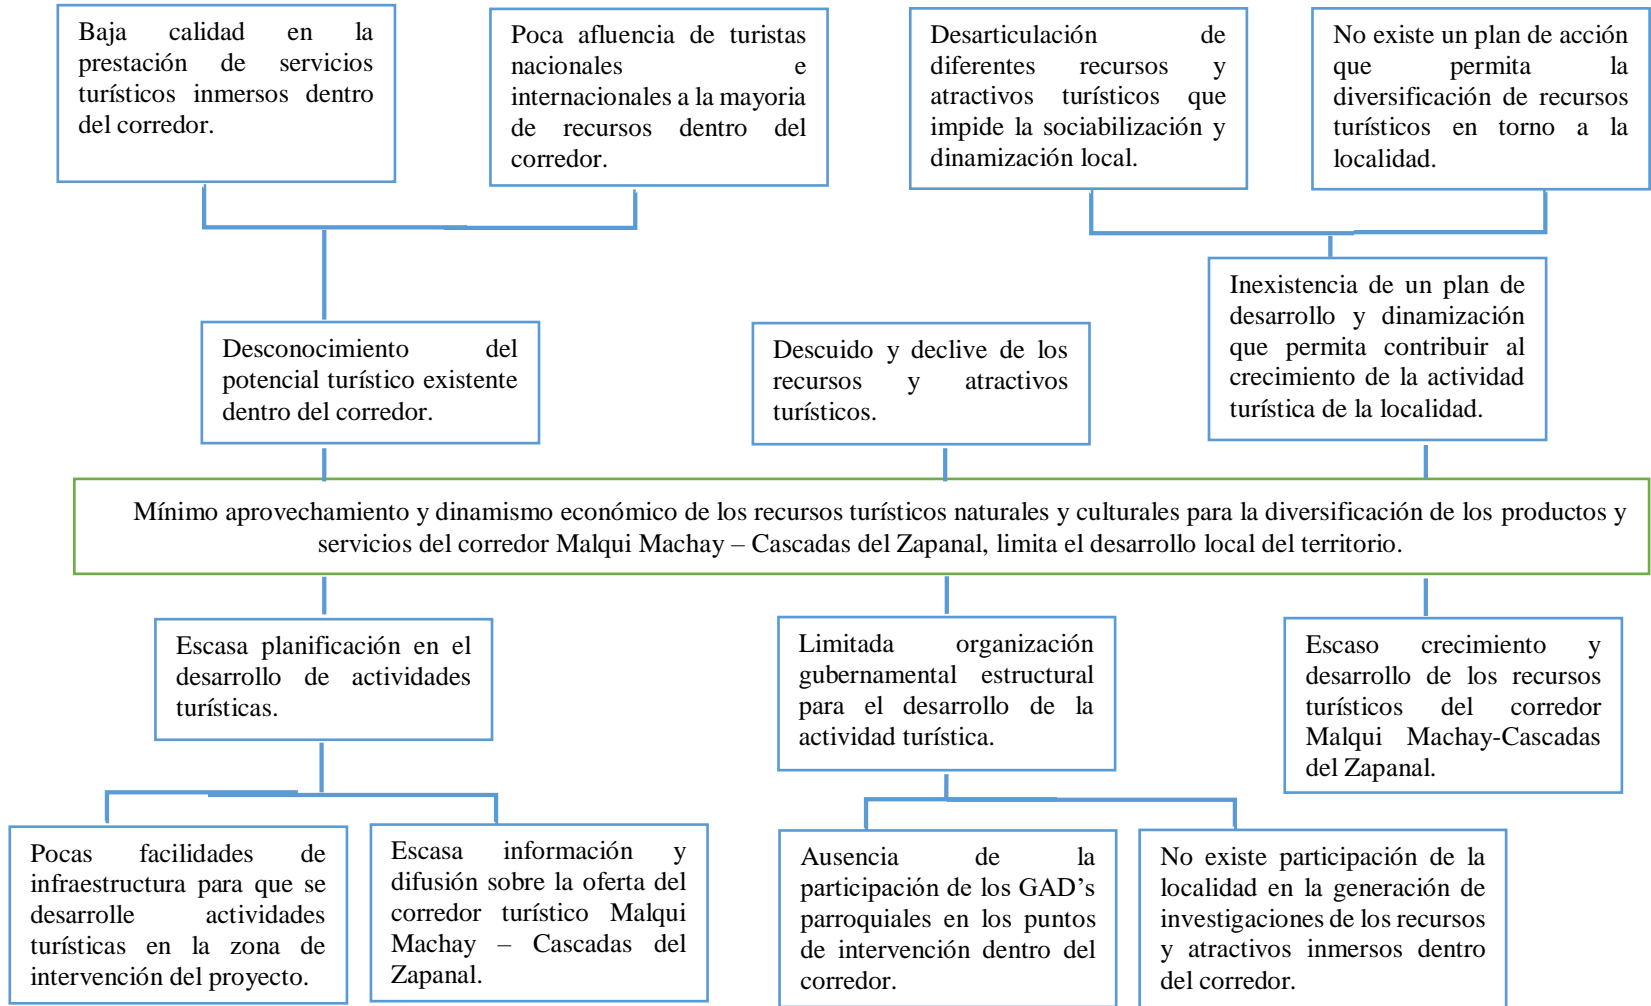 Baja calidad en la
prestación de servicios
turísticos inmersos dentro
del corredor.
Poca afluencia de turistas
nacionales e
internacionales a la mayoria
de recursos dentro del
corredor.
Desarticulación de
diferentes recursos y
atractivos turísticos que
impide la sociabilización y
dinamización local.
No existe un plan de acción
que permita la
diversificación de recursos
turísticos en torno a la
localidad.
Desconocimiento del
potencial turístico existente
dentro del corredor.
Descuido y declive de los
recursos y atractivos
turísticos.
Inexistencia de un plan de
desarrollo y dinamización
que permita contribuir al
crecimiento de la actividad
turística de la localidad.
Mínimo aprovechamiento y dinamismo económico de los recursos turísticos naturales y culturales para la diversificación de los productos y
servicios del corredor Malqui Machay – Cascadas del Zapanal, limita el desarrollo local del territorio.
Escasa planificación en el
desarrollo de actividades
turísticas.
Limitada organización
gubernamental estructural
para el desarrollo de la
actividad turística.
Escaso crecimiento y
desarrollo de los recursos
turísticos del corredor
Malqui Machay-Cascadas
del Zapanal.
Pocas facilidades de
infraestructura para que se
desarrolle actividades
turísticas en la zona de
intervención del proyecto.
Escasa información y
difusión sobre la oferta del
corredor turístico Malqui
Machay – Cascadas del
Zapanal.
Ausencia de la
participación de los GAD’s
parroquiales en los puntos
de intervención dentro del
corredor.
No existe participación de la
localidad en la generación de
investigaciones de los recursos
y atractivos inmersos dentro
del corredor.